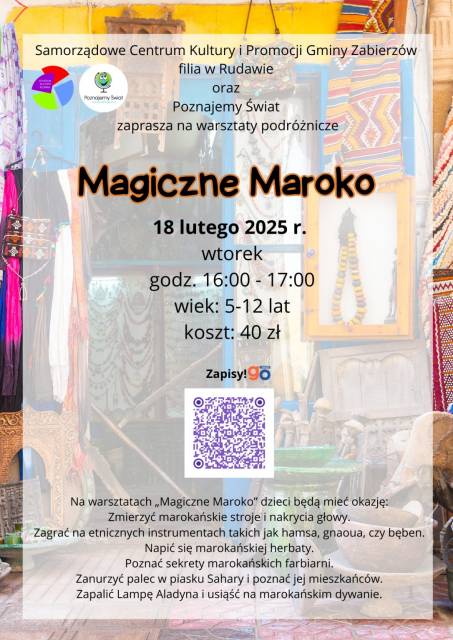 Samorządowe Centrum Kultury i Promocji Gminy Zabierzów
filia w Rudawie
oraz
Poznajemy Świat
zaprasza na warsztaty podróżnicze
Poznajemy Świat
Magiczne Maroko
18 lutego 2025 r.
wtorek
godz. 16:00 - 17:00
wiek: 5-12 lat
koszt: 40 zł
Zapisy! go
Na warsztatach „Magiczne Maroko” dzieci będą mieć okazję:
Zmierzyć marokańskie stroje i nakrycia głowy.
Zagrać na etnicznych instrumentach takich jak hamsa, gnaoua, czy bęben.
Napić się marokańskiej herbaty.
Poznać sekrety marokańskich farbiarni.
Zanurzyć palec w piasku Sahary i poznać jej mieszkańców.
Zapalić Lampę Aladyna i usiąść na marokańskim dywanie.